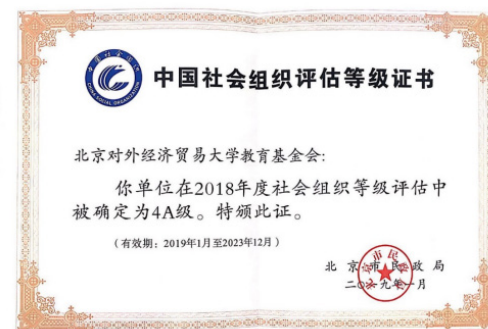 中国社会组织评估等级证书
北京对外经济贸易大学教育基金会:
你单位在2018年度社会组织等级评估中
被确定为4A级。特颁此证。
(有效期：2019年1月至2023年12月)
北京市民政局
二〇一九年一月